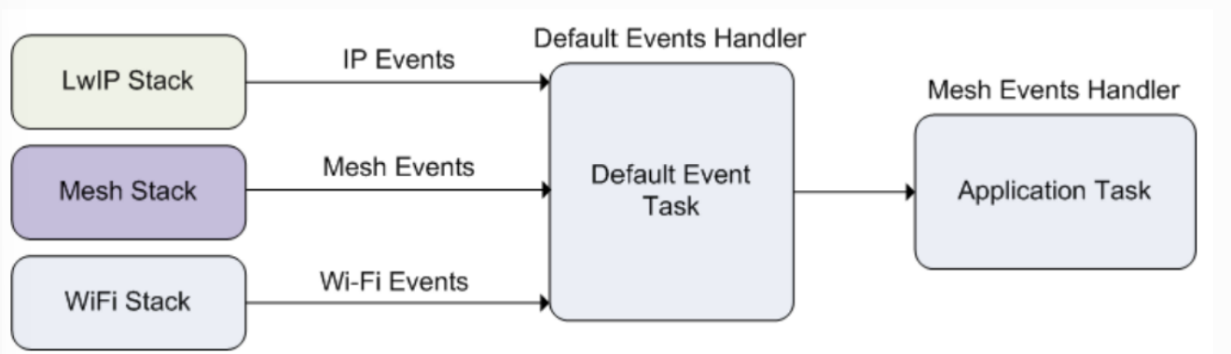 Default Events Handler
LwIP Stack
IP Events
Mesh Events Handler
Mesh Stack
Mesh Events
Default Event
Task
Application Task
WiFi Stack
Wi-Fi Events